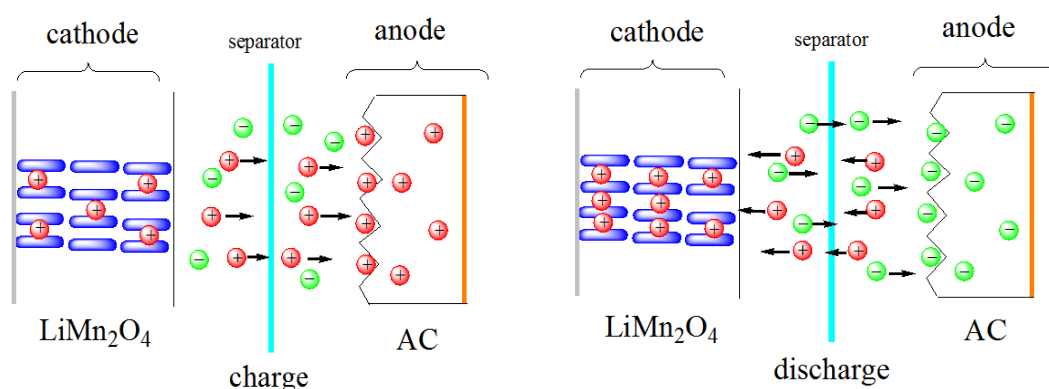 cathode
separator
anode
LiMn₂O₄
AC
charge
cathode
separator
anode
LiMn₂O₄
AC
discharge